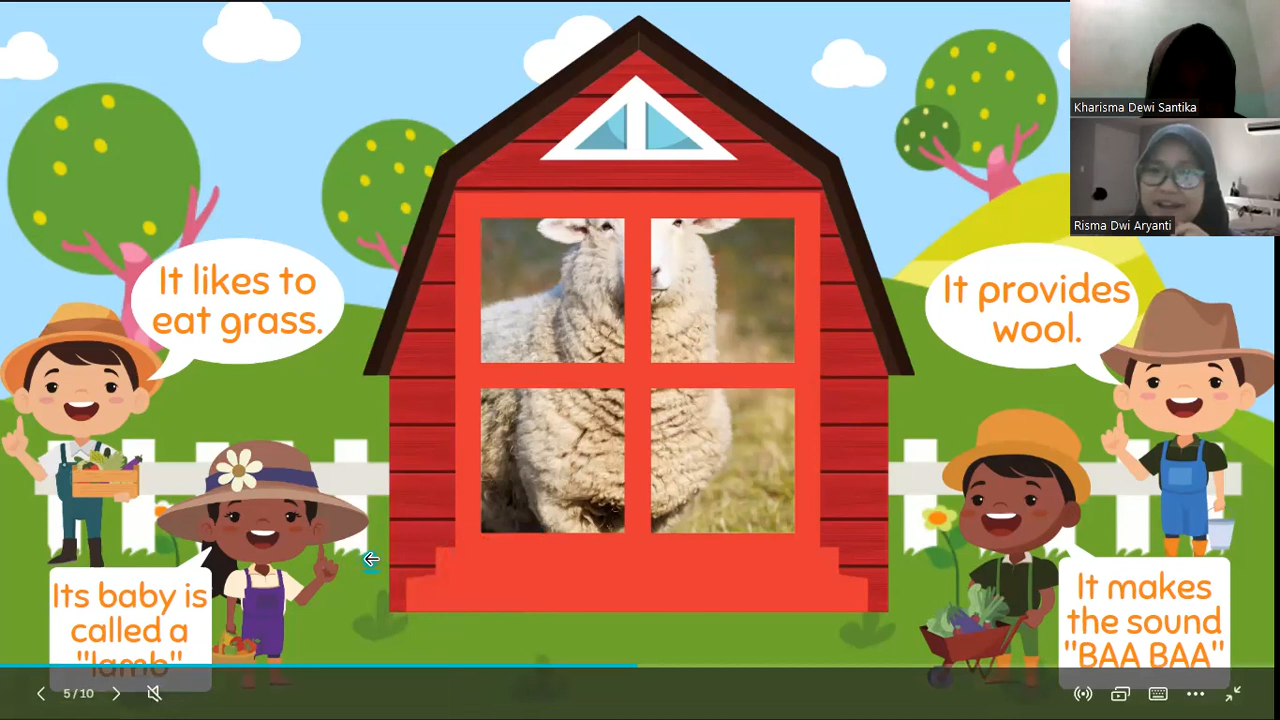 It likes to
eat grass.
It provides
wool.
Its baby is
called a
"lamb"
It makes
the sound
"BAA BAA"
Kharisma Dewi Santika
Risma Dwi Aryanti
5 / 10